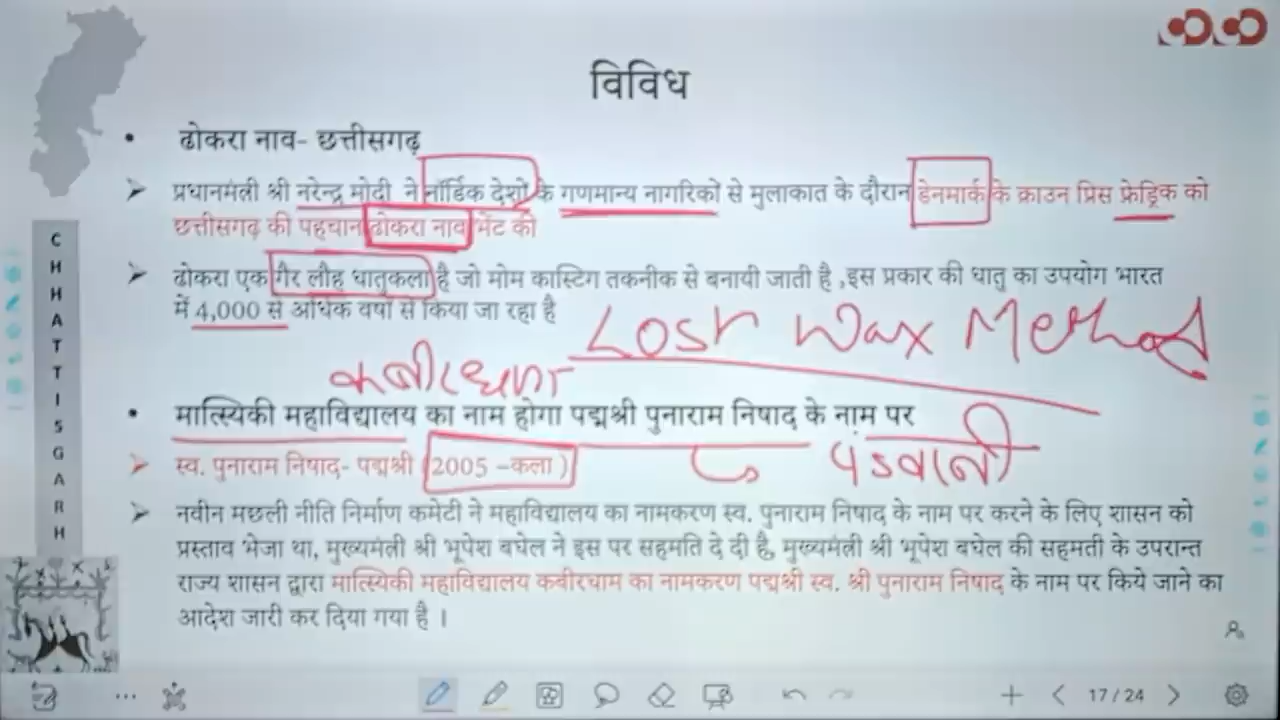 विविध
• ढोकरा नाव- छत्तीसगढ़
➤ प्रधानमंत्री श्री नरेन्द्र मोदी ने नॉर्डिक देशों के गणमान्य नागरिकों से मुलाकात के दौरान डेनमार्क के क्राउन प्रिंस फ्रेड्रिक को
छत्तीसगढ़ की पहचान ढोकरा नाव भेंट की
➤ ढोकरा एक गैर लौह धातुकला है जो मोम कास्टिंग तकनीक से बनायी जाती है ,इस प्रकार की धातु का उपयोग भारत
में 4,000 से अधिक वर्षो से किया जा रहा है
Lost Wax Method
कबीरधाम
• मात्स्यिकी महाविद्यालय का नाम होगा पद्मश्री पुनाराम निषाद के नाम पर
➤ स्व. पुनाराम निषाद- पद्मश्री (2005 –कला )
पंडवानी
➤ नवीन मछली नीति निर्माण कमेटी ने महाविद्यालय का नामकरण स्व. पुनाराम निषाद के नाम पर करने के लिए शासन को
प्रस्ताव भेजा था, मुख्यमंत्री श्री भूपेश बघेल ने इस पर सहमति दे दी है, मुख्यमंत्री श्री भूपेश बघेल की सहमती के उपरान्त
राज्य शासन द्वारा मात्स्यिकी महाविद्यालय कबीरधाम का नामकरण पद्मश्री स्व. श्री पुनाराम निषाद के नाम पर किये जाने का
आदेश जारी कर दिया गया है ।
CHHATTISGARH
17/24